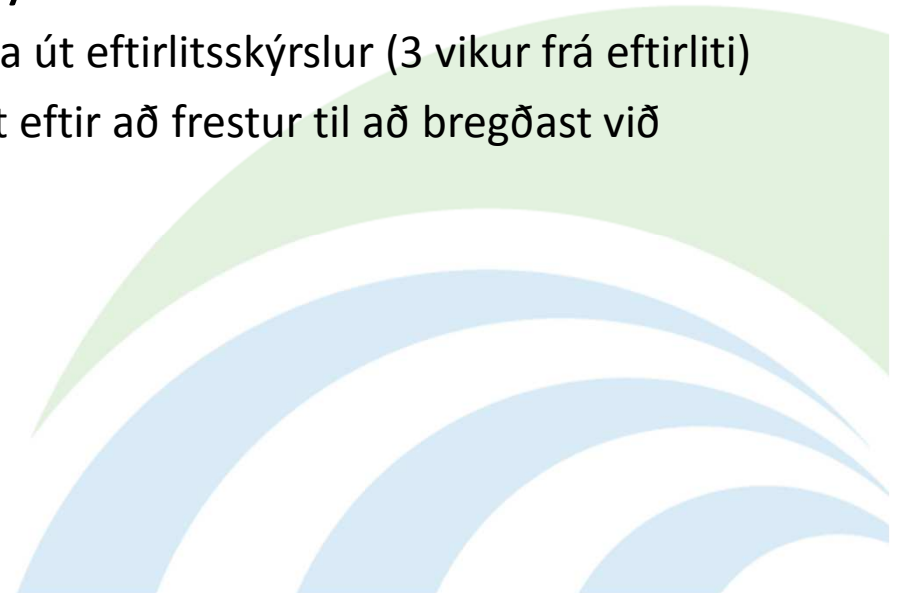 a út eftirlitsskýrslur (3 vikur frá eftirliti)
t eftir að frestur til að bregðast við